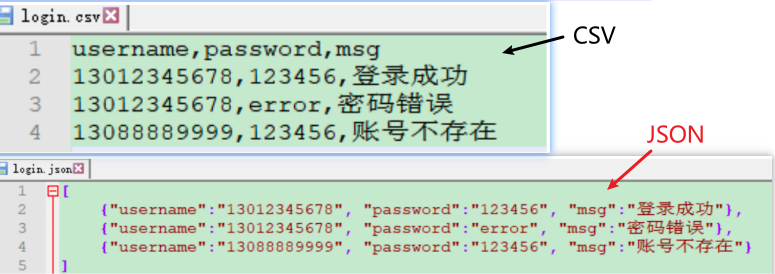 login.csv
CSV
1 username,password,msg
2 13012345678,123456,登录成功
3 13012345678,error,密码错误
4 13088889999,123456,账号不存在
JSON
login.json
1 [
2 {"username":"13012345678", "password":"123456", "msg":"登录成功"},
3 {"username":"13012345678", "password":"error", "msg":"密码错误"},
4 {"username":"13088889999", "password":"123456", "msg":"账号不存在"}
5 ]